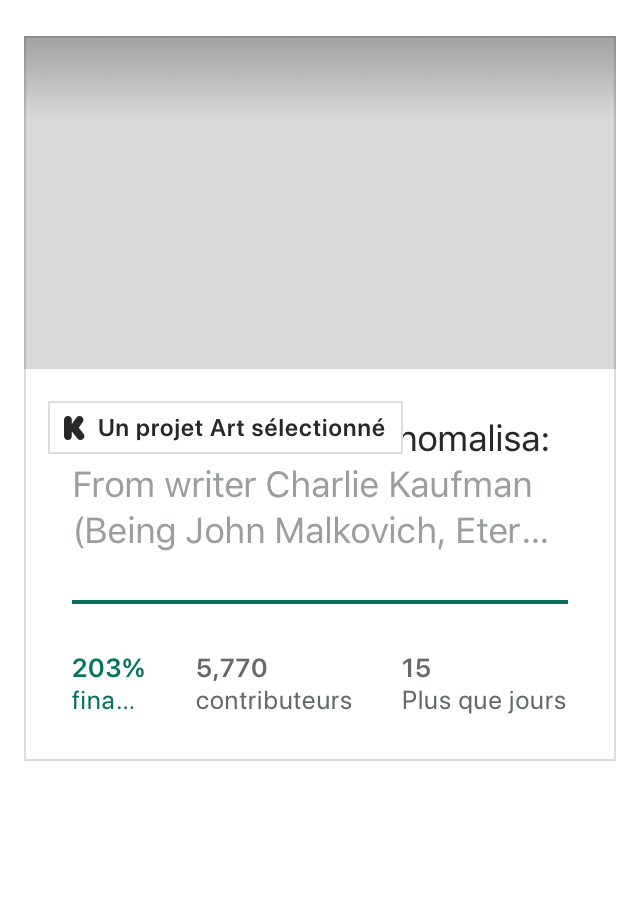 Un projet Art sélectionné
nomalisa:
From writer Charlie Kaufman
(Being John Malkovich, Eter…
203%
5,770
15
fina…
contributeurs
Plus que jours